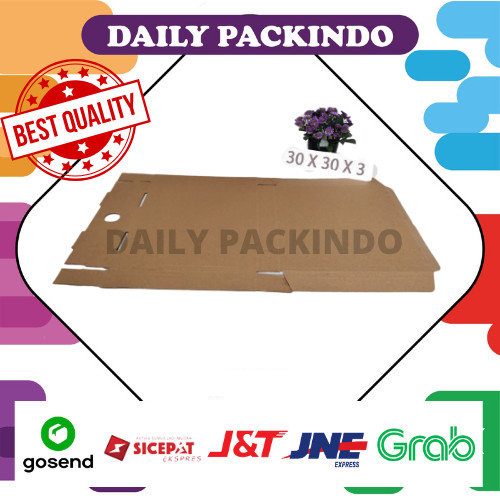 DAILY PACKINDO
BEST QUALITY
30 X 30 X 3
DAILY PACKINDO
gosend
SICEPAT
EKSPRES
J&T
JNE
EXPRESS
Grab